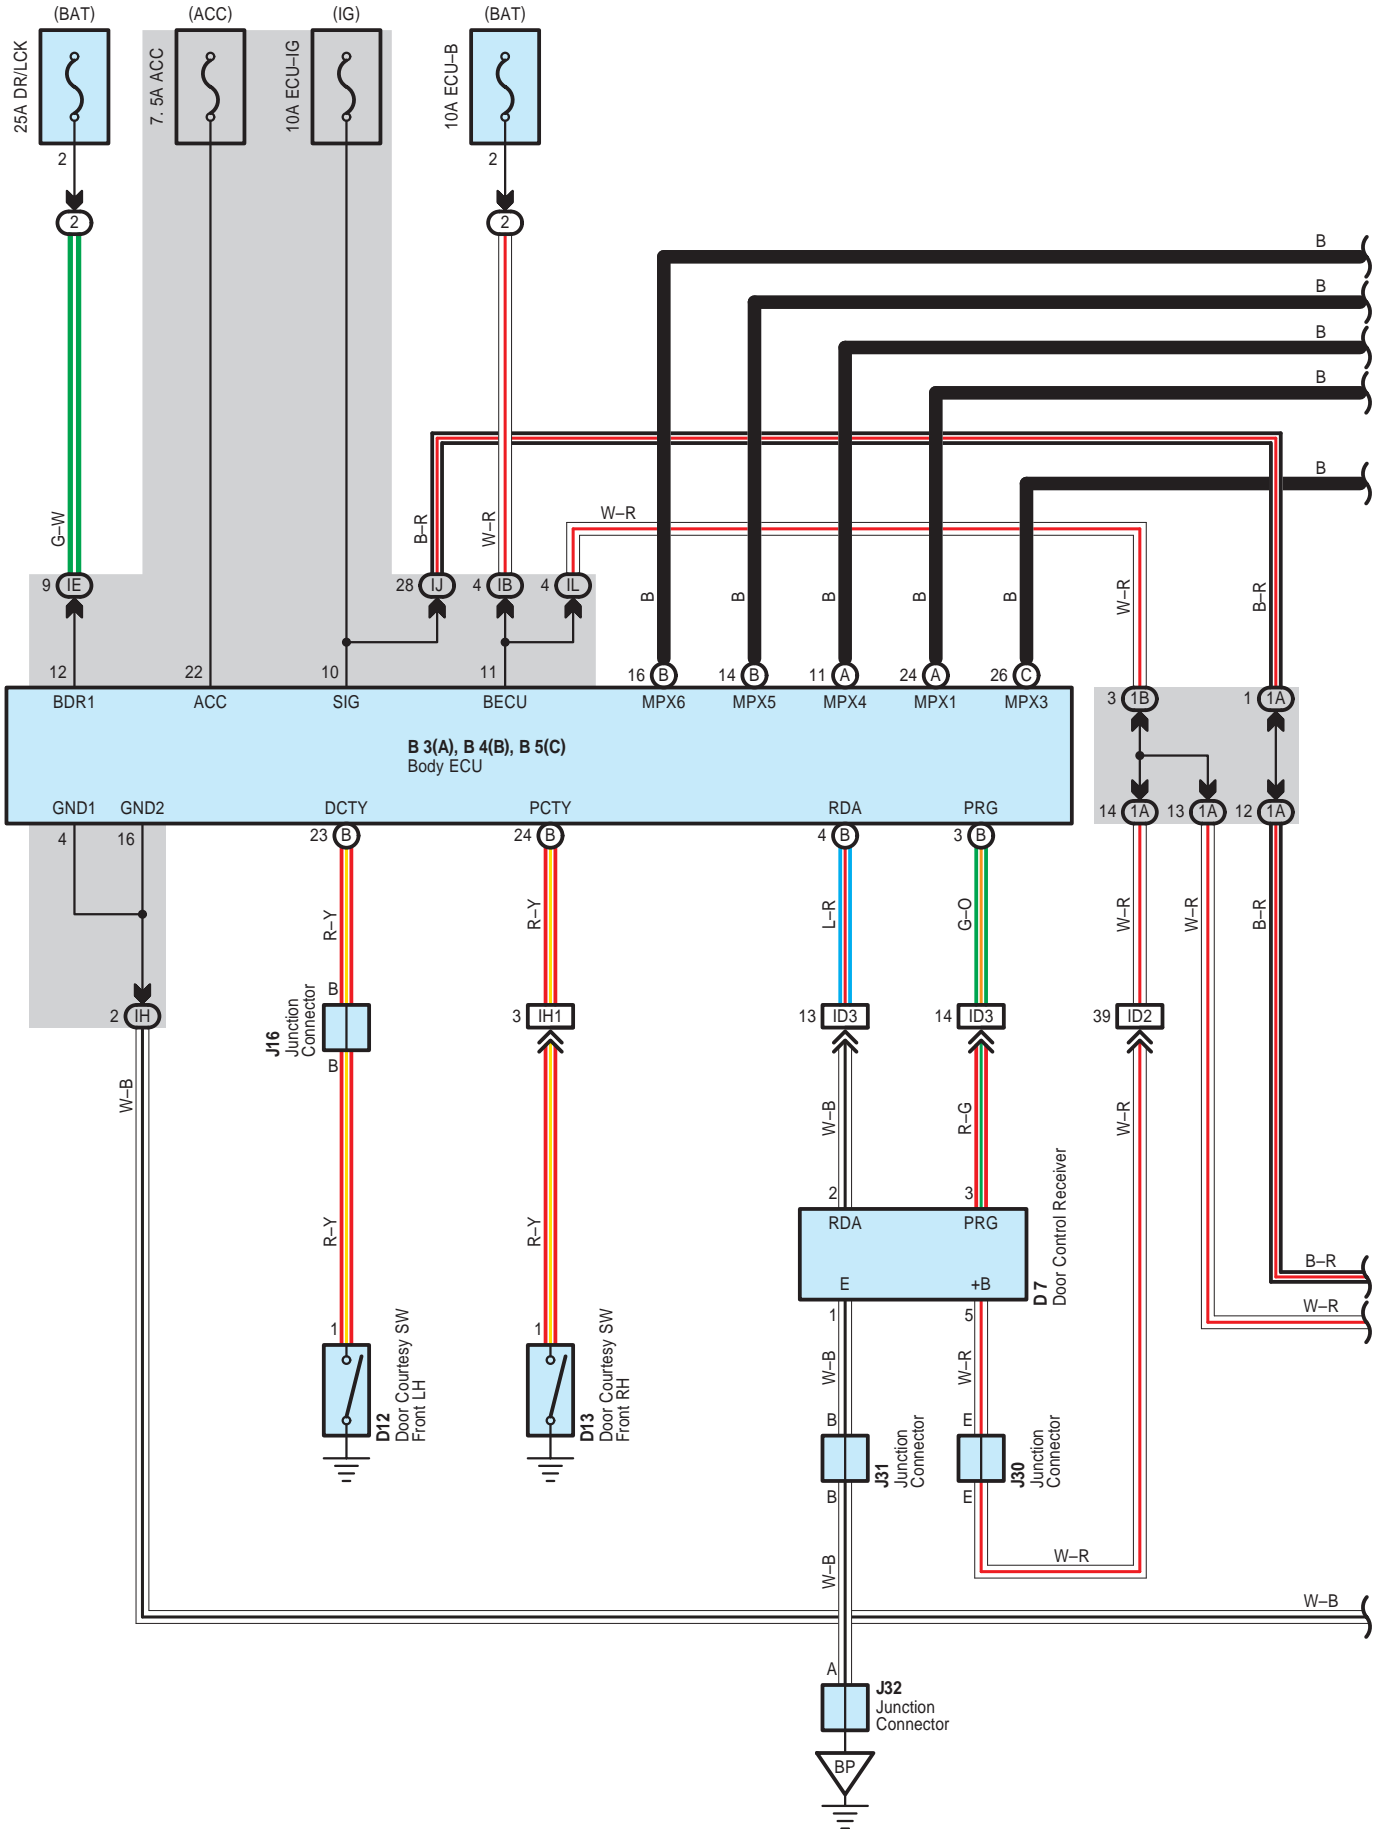 (BAT)
(ACC)
(IG)
(BAT)
25A DR/LCK
7. 5A ACC
10A ECU–IG
10A ECU–B
2
2
2
2
B
B
B
B
B
G–W
B–R
W–R
W–R
9 IE
28 IJ
4 IB
4 IL
B
B
B
B
B
W–R
B–R
12
22
10
11
16 B
14 B
11 A
24 A
26 C
3 1B
1 1A
BDR1
ACC
SIG
BECU
MPX6
MPX5
MPX4
MPX1
MPX3
B 3(A), B 4(B), B 5(C)
Body ECU
GND1
GND2
DCTY
PCTY
RDA
PRG
14 1A
13 1A
12 1A
4
16
23 B
24 B
4 B
3 B
R–Y
R–Y
L–R
G–O
W–R
W–R
B–R
2 IH
B
J16
Junction
Connector
B
3 IH1
13 ID3
14 ID3
39 ID2
W–B
W–B
R–G
W–R
2
3
RDA
PRG
E
+B
D 7
Door Control Receiver
R–Y
R–Y
B–R
W–R
1
1
1
5
D12
Door Courtesy SW
Front LH
D13
Door Courtesy SW
Front RH
W–B
W–R
B
E
J31
Junction
Connector
J30
Junction
Connector
B
E
W–B
W–R
W–B
A
J32
Junction
Connector
BP